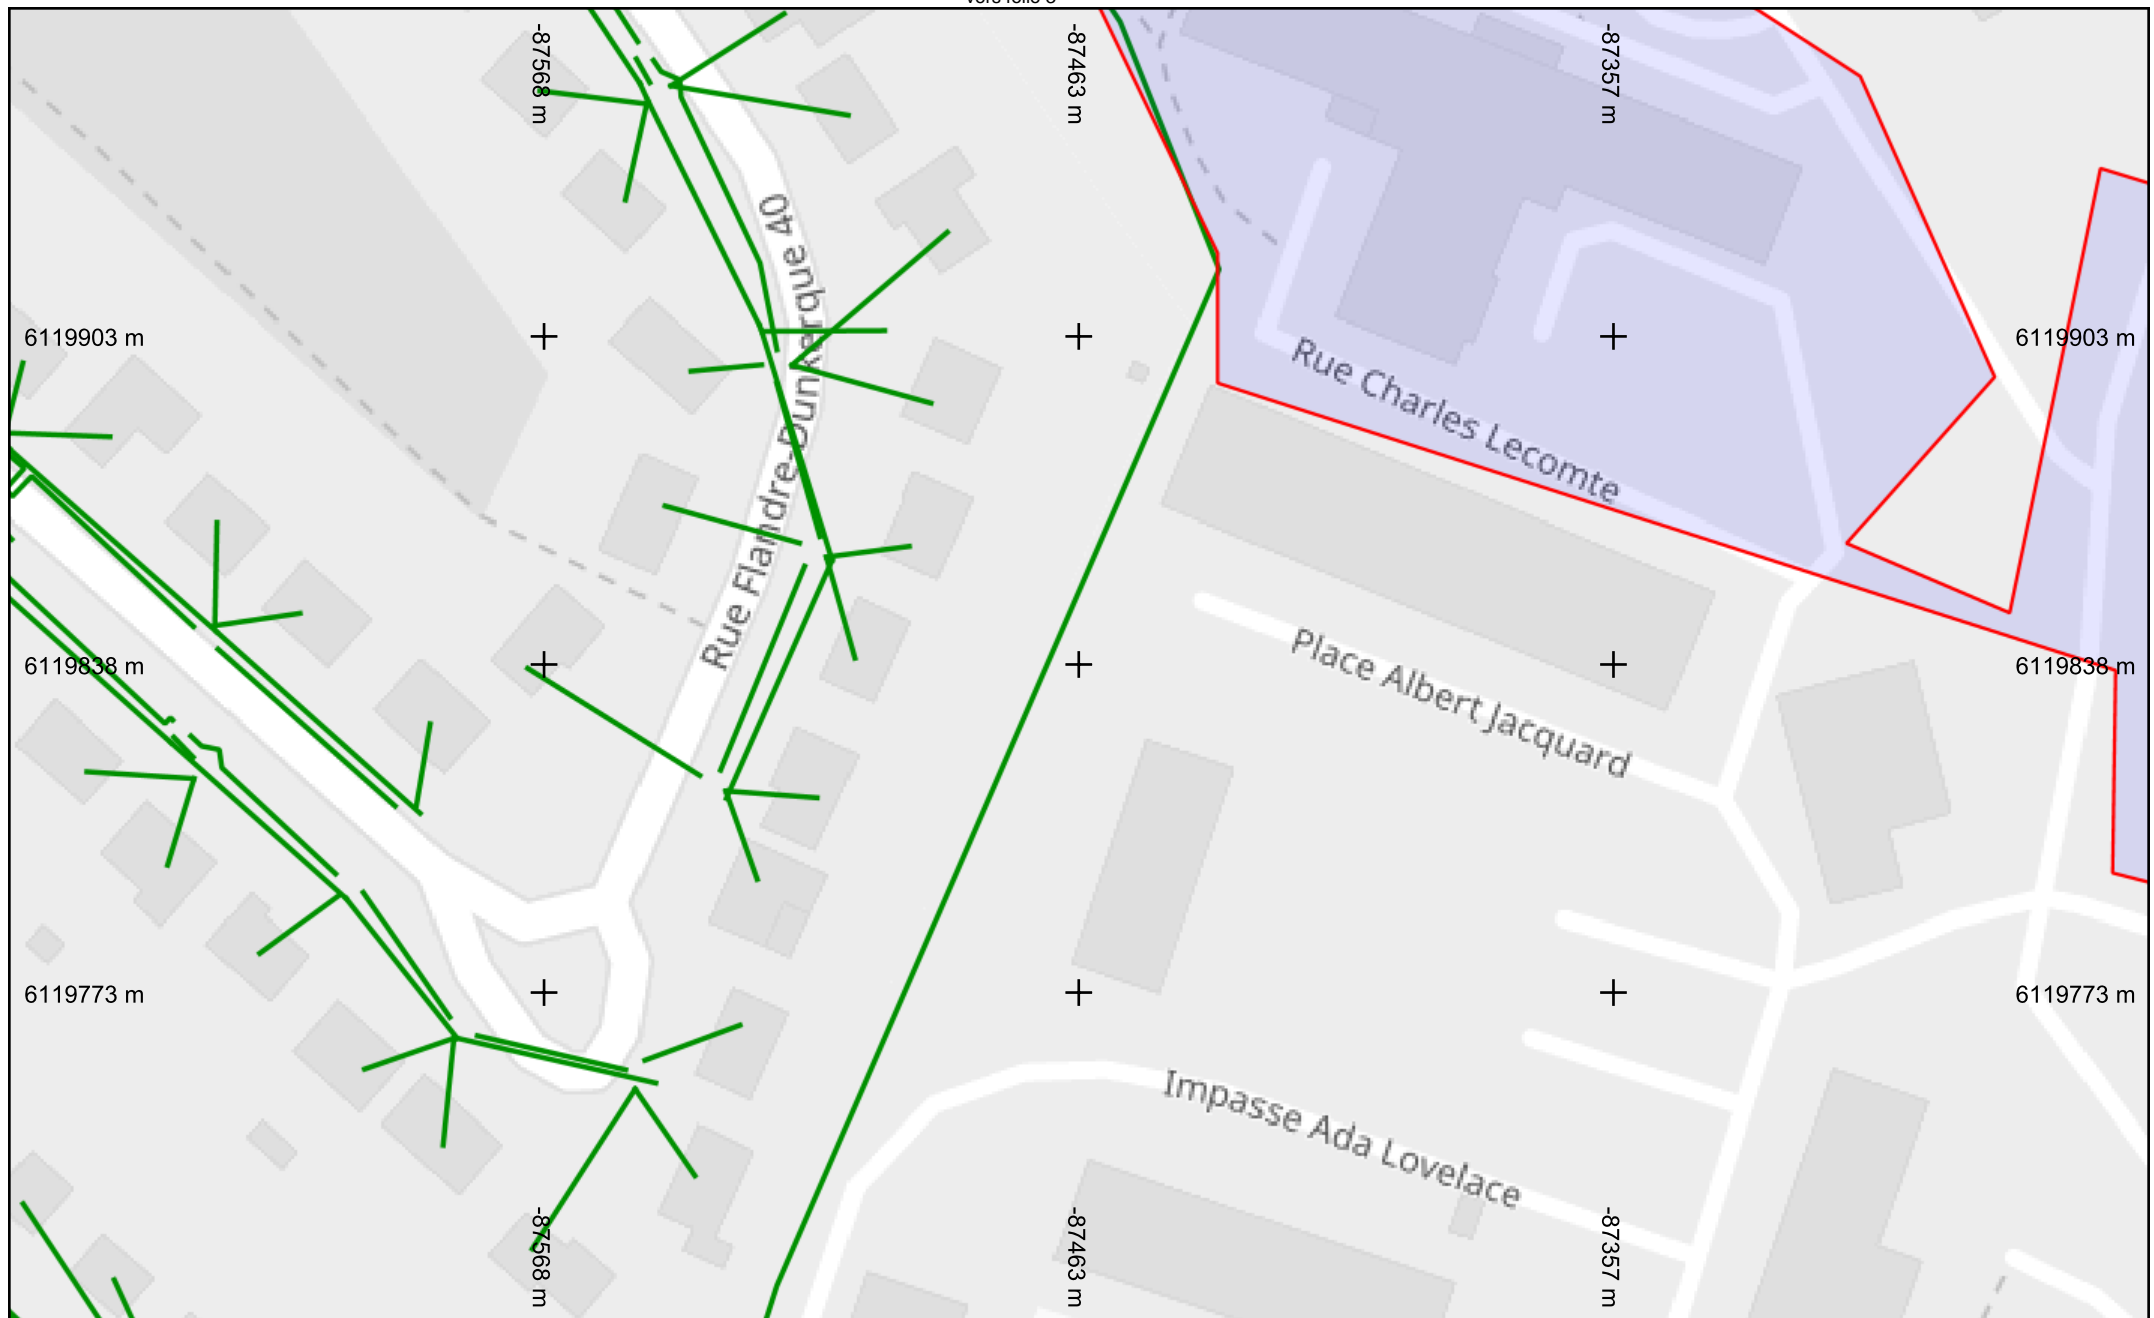 -87568 m
-87463 m
-87357 m
Rue Flandre-Dunkerque 40
6119903 m
6119903 m
Rue Charles Lecomte
6119838 m
6119838 m
Place Albert Jacquard
6119773 m
6119773 m
Impasse Ada Lovelace
-87568 m
-87463 m
-87357 m